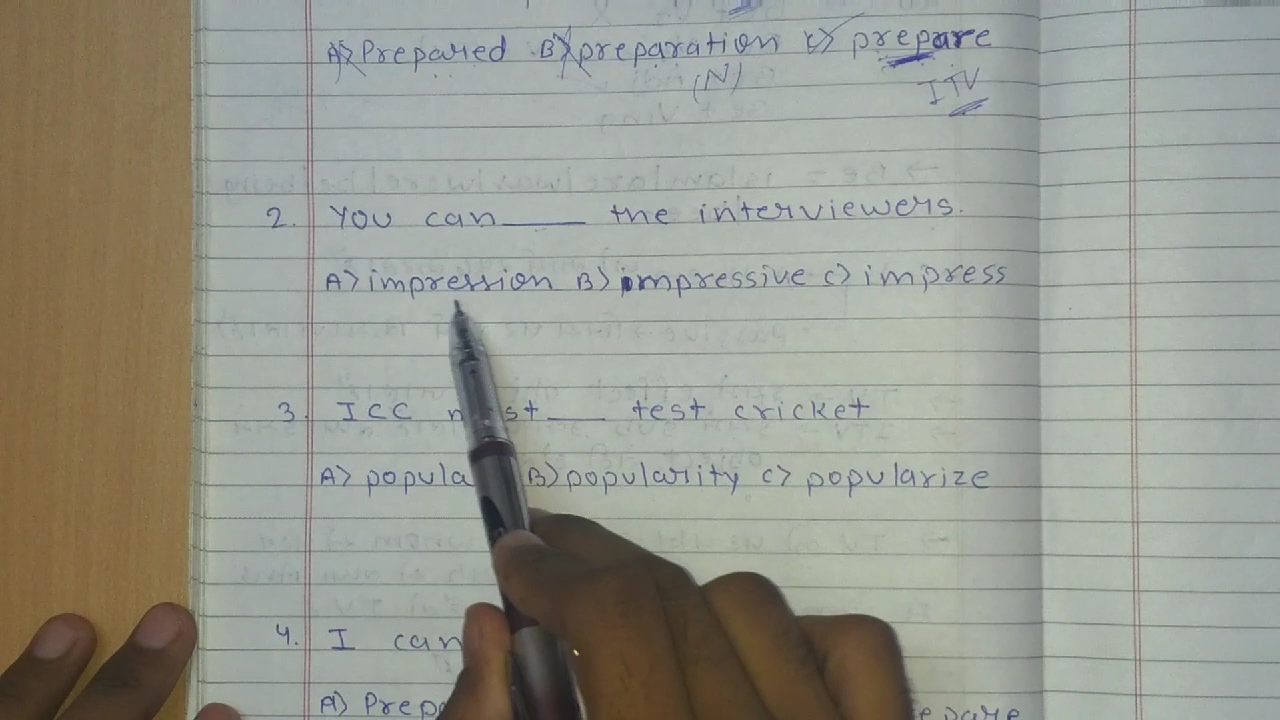 A) Prepared B) preparation C) prepare
(N) ITV
2. You can ____ the interviewers.
A) impression B) impressive C) impress
3. ICC ____ test cricket
A) B) popularity C) popularize
4. I can
A)